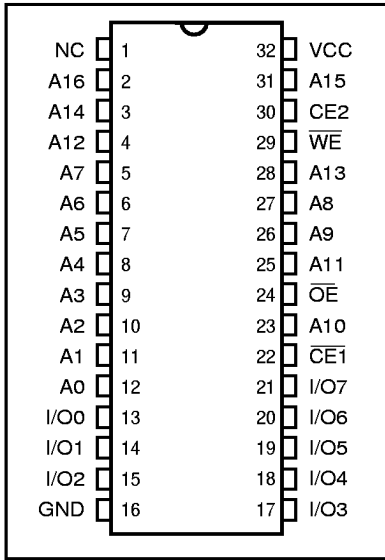 NC 1 32 VCC
A16 2 31 A15
A14 3 30 CE2
A12 4 29 W̅E̅
A7 5 28 A13
A6 6 27 A8
A5 7 26 A9
A4 8 25 A11
A3 9 24 O̅E̅
A2 10 23 A10
A1 11 22 C̅E̅1̅
A0 12 21 I/O7
I/O0 13 20 I/O6
I/O1 14 19 I/O5
I/O2 15 18 I/O4
GND 16 17 I/O3